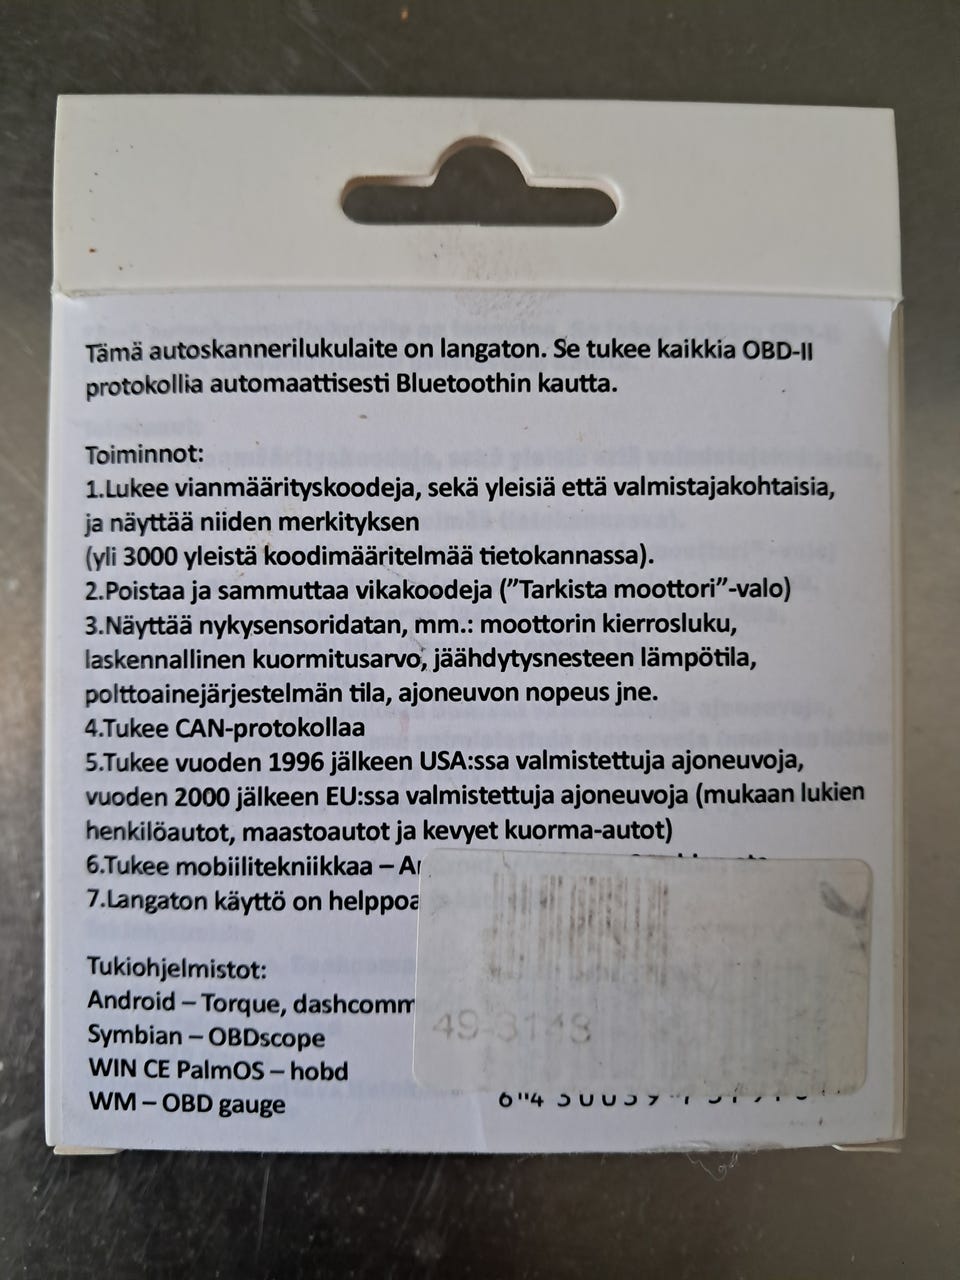 Tämä autoskannerilukulaite on langaton. Se tukee kaikkia OBD-II
protokollia automaattisesti Bluetoothin kautta.
Toiminnot:
1.Lukee vianmäärityskoodeja, sekä yleisiä että valmistajakohtaisia,
ja näyttää niiden merkityksen
(yli 3000 yleistä koodimääritelmää tietokannassa).
2.Poistaa ja sammuttaa vikakoodeja (”Tarkista moottori”-valo)
3.Näyttää nykysensoridatan, mm.: moottorin kierrosluku,
laskennallinen kuormitusarvo, jäähdytysnesteen lämpötila,
polttoainejärjestelmän tila, ajoneuvon nopeus jne.
4.Tukee CAN-protokollaa
5.Tukee vuoden 1996 jälkeen USA:ssa valmistettuja ajoneuvoja,
vuoden 2000 jälkeen EU:ssa valmistettuja ajoneuvoja (mukaan lukien
henkilöautot, maastoautot ja kevyet kuorma-autot)
6.Tukee mobiilitekniikkaa –
7.Langaton käyttö on helppoa
Tukiohjelmistot:
Android – Torque, dashcomm
Symbian – OBDscope
WIN CE PalmOS – hobd
WM – OBD gauge
49-3148